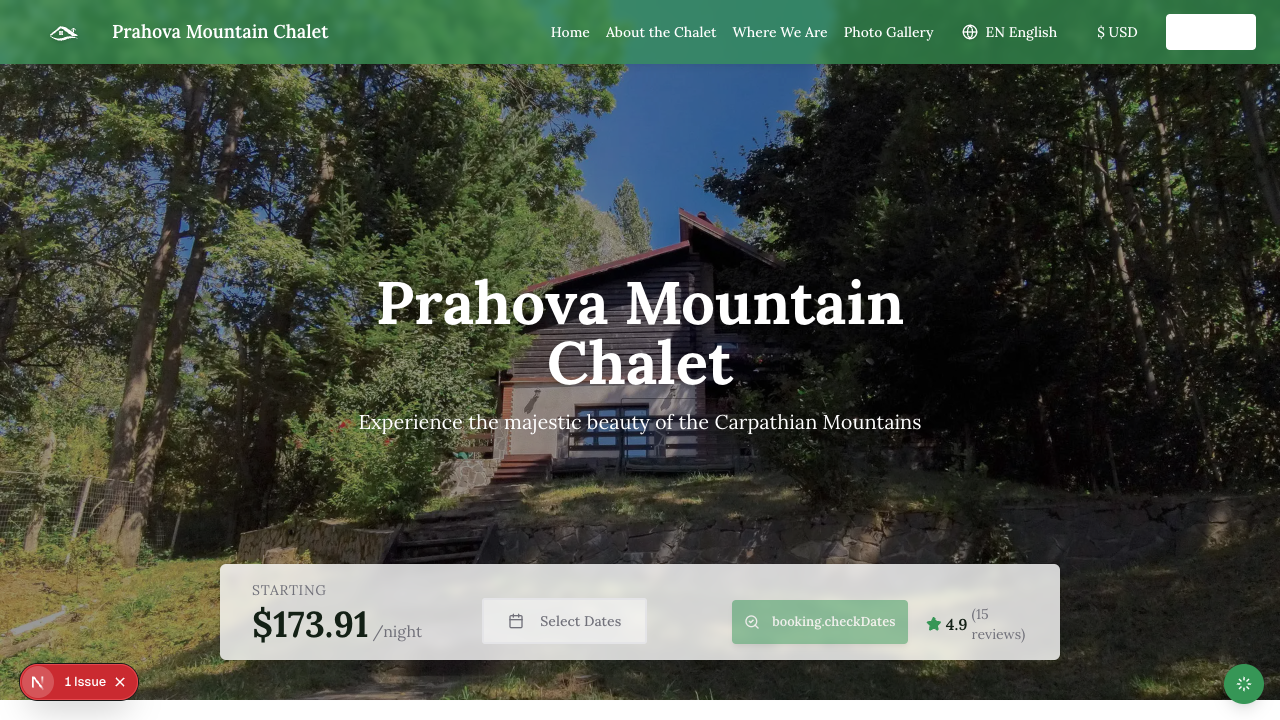 Prahova Mountain Chalet
Home
About the Chalet
Where We Are
Photo Gallery
EN English
$ USD
Prahova Mountain
Chalet
Experience the majestic beauty of the Carpathian Mountains
STARTING
$173.91 /night
Select Dates
booking.checkDates
4.9
(15
reviews)
N
1 Issue